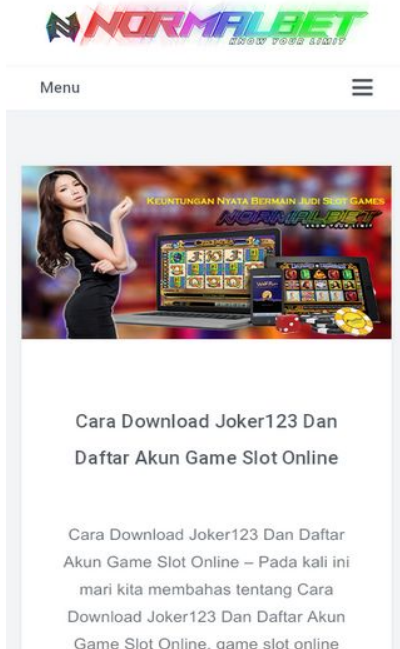 NORMALBET
KNOW YOUR LIMIT
Menu
KEUNTUNGAN NYATA BERMAIN JUDI SLOT GAMES
NORMALBET
KNOW YOUR LIMIT
Cara Download Joker123 Dan
Daftar Akun Game Slot Online
Cara Download Joker123 Dan Daftar
Akun Game Slot Online – Pada kali ini
mari kita membahas tentang Cara
Download Joker123 Dan Daftar Akun
Game Slot Online, game slot online